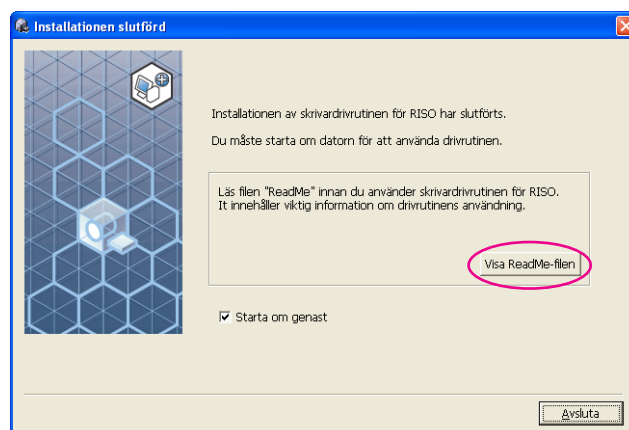 Installationen slutförd
Installationen av skrivardrivrutinen för RISO har slutförts.
Du måste starta om datorn för att använda drivrutinen.
Läs filen "ReadMe" innan du använder skrivardrivrutinen för RISO.
It innehåller viktig information om drivrutinens användning.
Visa ReadMe-filen
Starta om genast
Avsluta